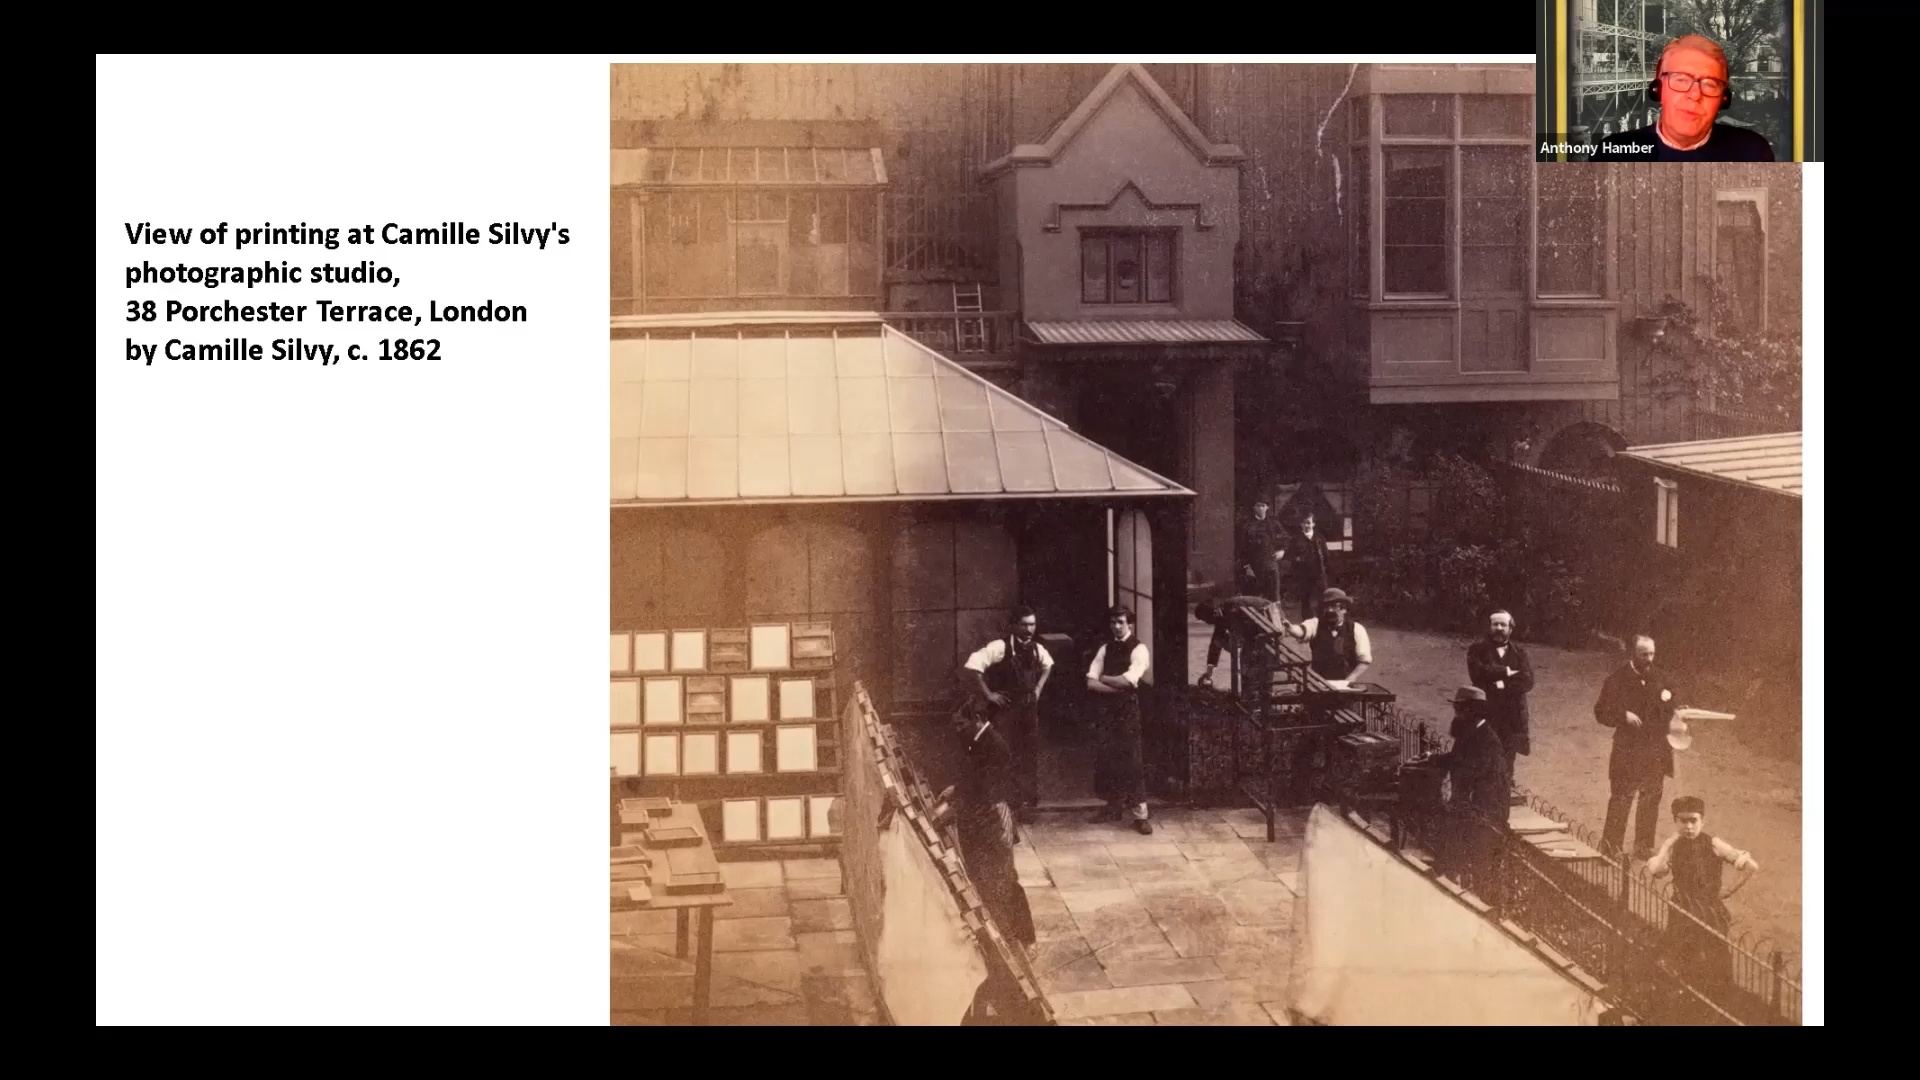 View of printing at Camille Silvy's
photographic studio,
38 Porchester Terrace, London
by Camille Silvy, c. 1862
Anthony Hamber